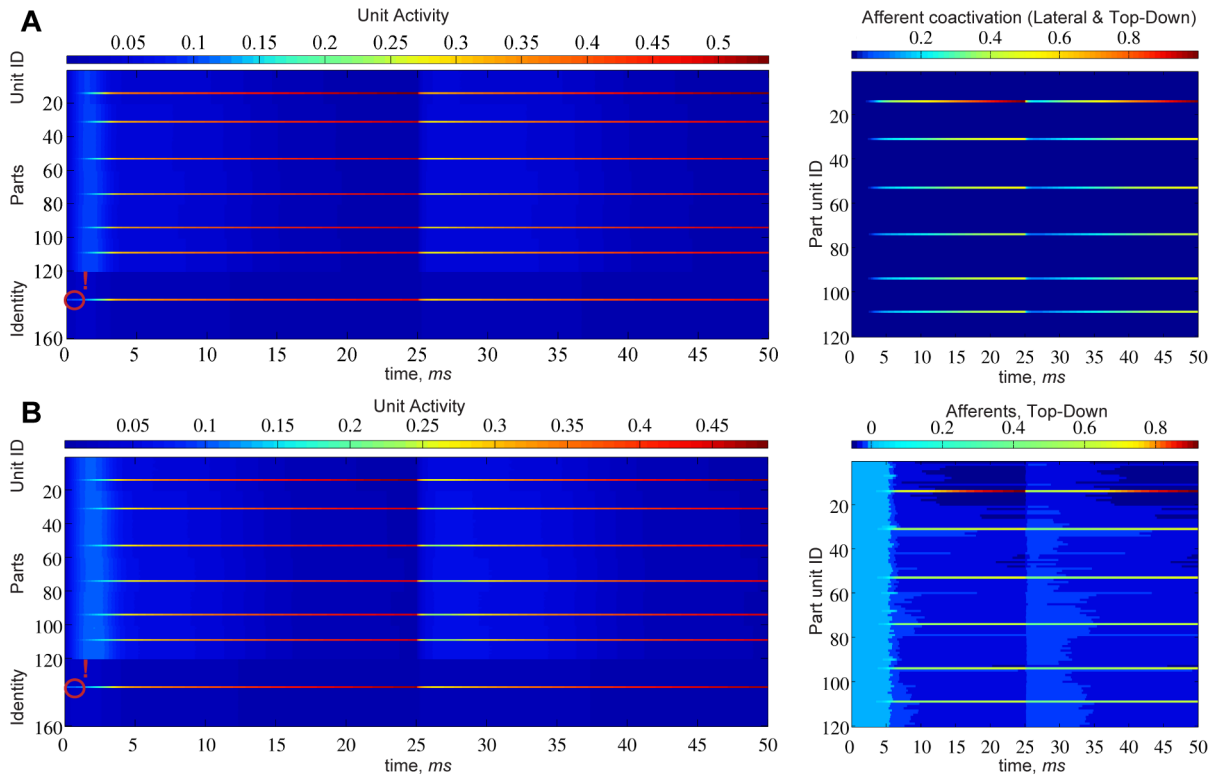 A
Unit Activity
0.05 0.1 0.15 0.2 0.25 0.3 0.35 0.4 0.45 0.5
Unit ID
Parts
Identity
20
40
60
80
100
120
140
160
!
0 5 10 15 20 25 30 35 40 45 50
time, ms
Afferent coactivation (Lateral & Top-Down)
0.2 0.4 0.6 0.8
Part unit ID
20
40
60
80
100
120
0 5 10 15 20 25 30 35 40 45 50
time, ms
B
Unit Activity
0.05 0.1 0.15 0.2 0.25 0.3 0.35 0.4 0.45
Unit ID
Parts
Identity
20
40
60
80
100
120
140
160
!
0 5 10 15 20 25 30 35 40 45 50
time, ms
Afferents, Top-Down
0 0.2 0.4 0.6 0.8
Part unit ID
20
40
60
80
100
120
0 5 10 15 20 25 30 35 40 45 50
time, ms